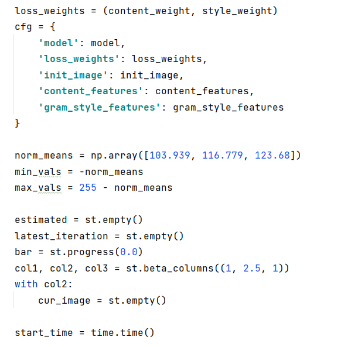 loss_weights = (content_weight, style_weight)
cfg = {
    'model': model,
    'loss_weights': loss_weights,
    'init_image': init_image,
    'content_features': content_features,
    'gram_style_features': gram_style_features
}

norm_means = np.array([103.939, 116.779, 123.68])
min_vals = -norm_means
max_vals = 255 - norm_means

estimated = st.empty()
latest_iteration = st.empty()
bar = st.progress(0.0)
col1, col2, col3 = st.beta_columns((1, 2.5, 1))
with col2:
    cur_image = st.empty()

start_time = time.time()